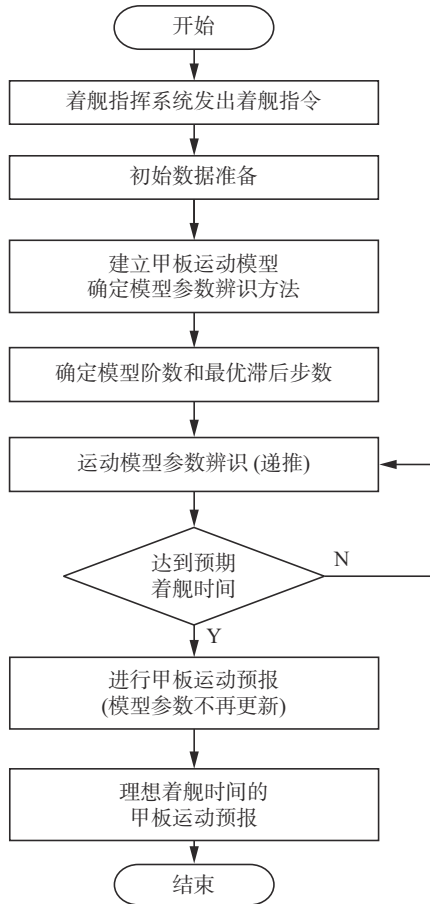 开始
着舰指挥系统发出着舰指令
初始数据准备
建立甲板运动模型
确定模型参数辨识方法
确定模型阶数和最优滞后步数
运动模型参数辨识 (递推)
达到预期
着舰时间
N
Y
进行甲板运动预报
(模型参数不再更新)
理想着舰时间的
甲板运动预报
结束